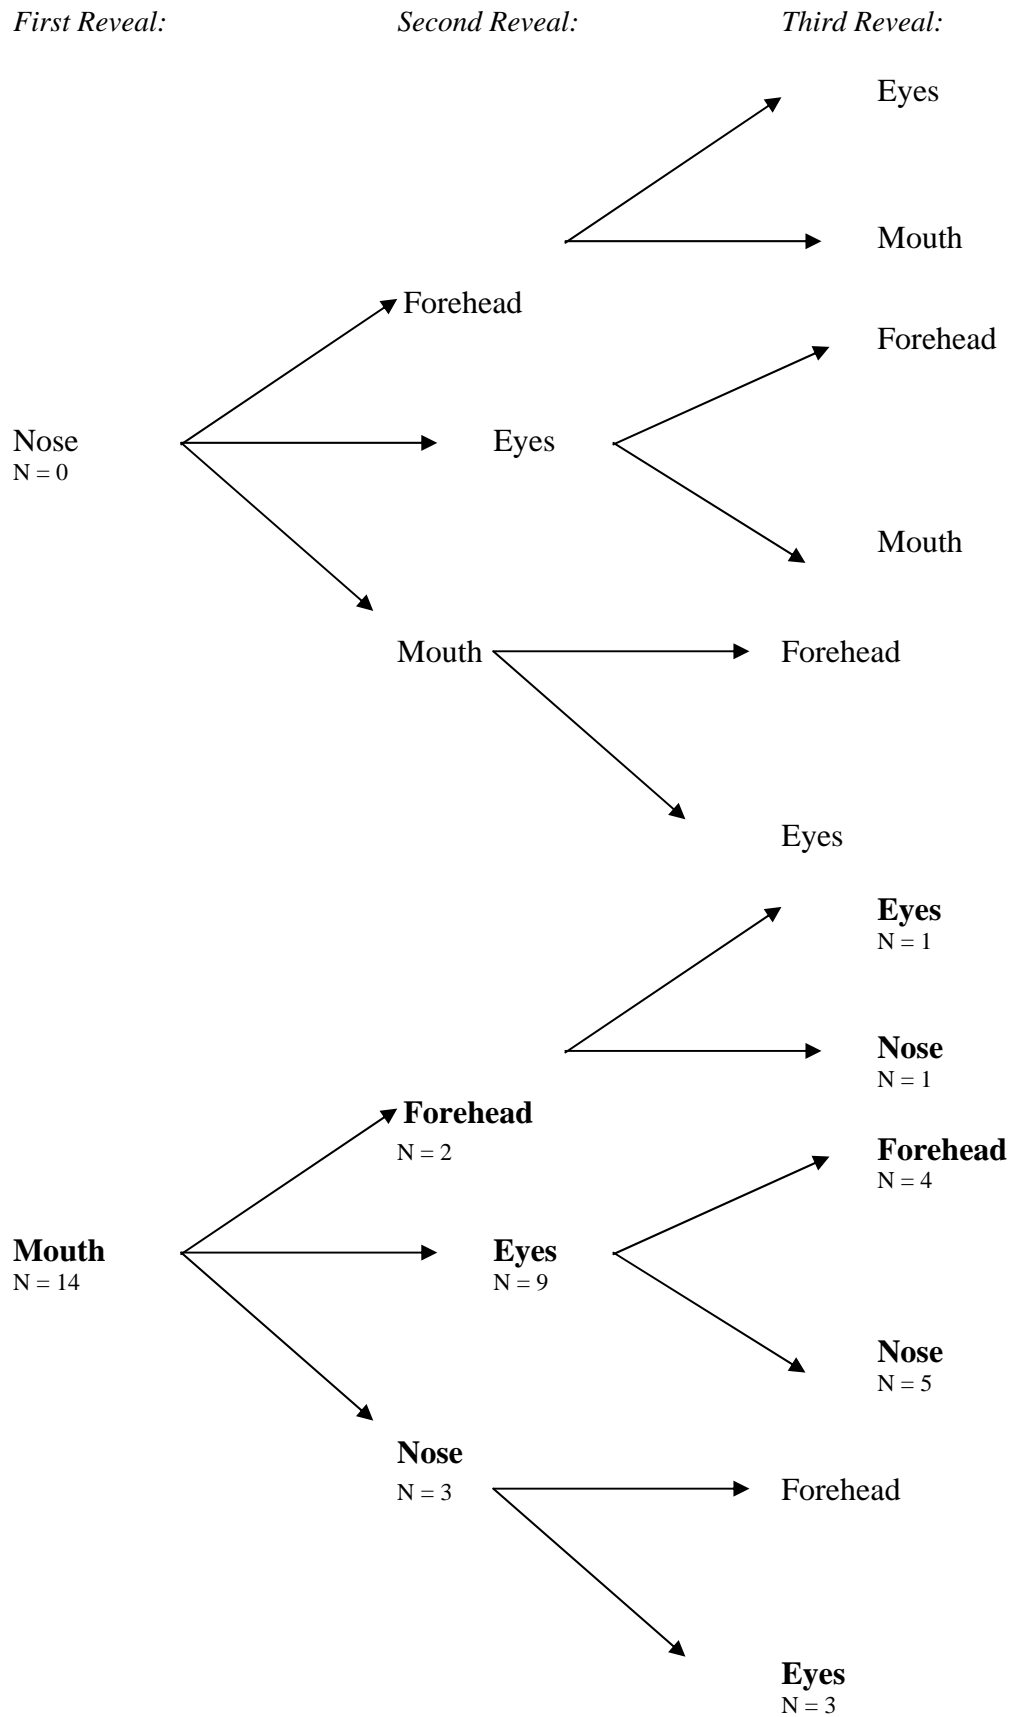 First Reveal: Second Reveal: Third Reveal:
Eyes
Mouth
Forehead
Forehead
Nose
N = 0
Eyes
Mouth
Mouth
Forehead
Eyes
Eyes
N = 1
Nose
N = 1
Forehead
N = 2
Forehead
N = 4
Mouth
N = 14
Eyes
N = 9
Nose
N = 5
Nose
N = 3
Forehead
Eyes
N = 3